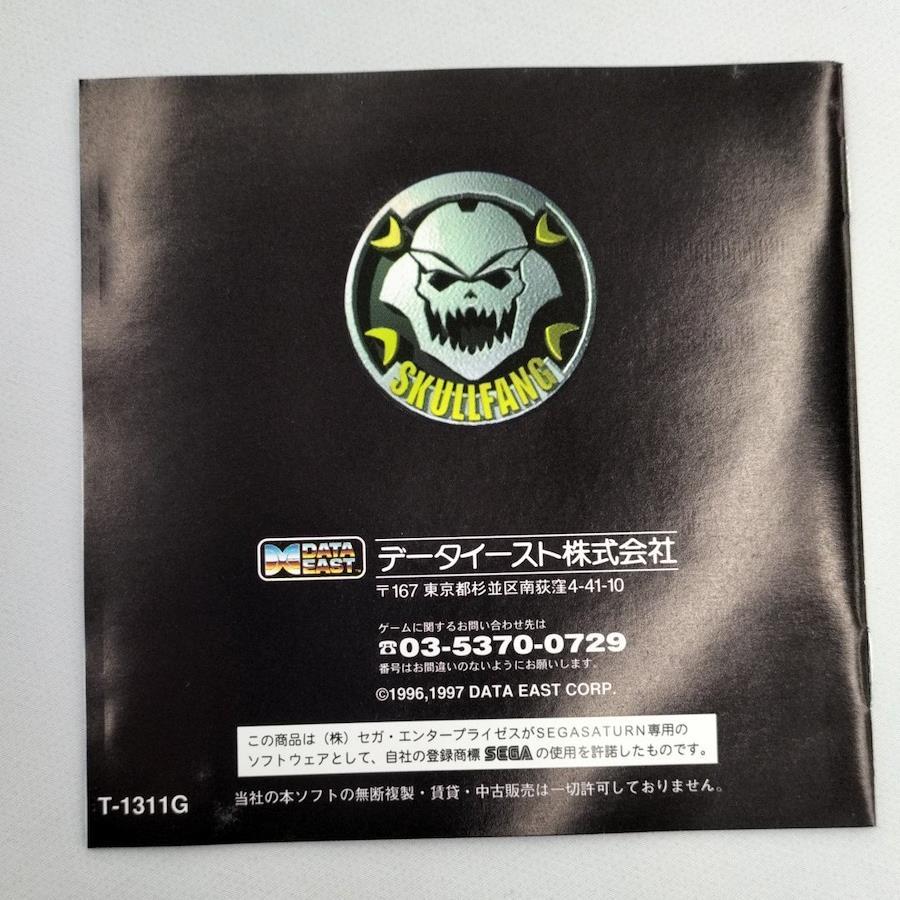 SKULLFANG
DATA EAST™ データイースト株式会社
〒167 東京都杉並区南荻窪4-41-10
ゲームに関するお問い合わせ先は
☎03-5370-0729
番号はお間違いのないようにお願いします。
©1996,1997 DATA EAST CORP.
この商品は(株)セガ・エンタープライゼスがSEGASATURN専用の
ソフトウェアとして、自社の登録商標 SEGA の使用を許諾したものです。
T-1311G 当社の本ソフトの無断複製・賃貸・中古販売は一切許可しておりません。